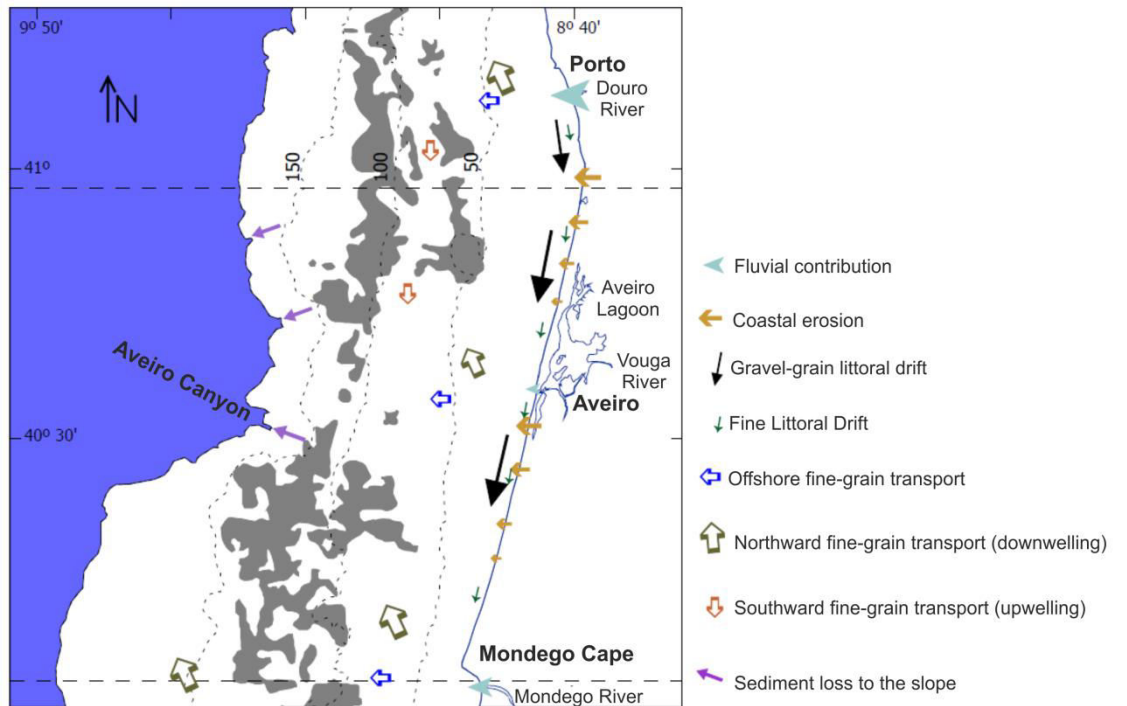 9º 50'
8º 40'
N
Porto
Douro
River
41º
150
100
50
Aveiro
Lagoon
Vouga
River
Aveiro
Aveiro Canyon
40º 30'
Mondego Cape
Mondego River
Fluvial contribution
Coastal erosion
Gravel-grain littoral drift
Fine Littoral Drift
Offshore fine-grain transport
Northward fine-grain transport (downwelling)
Southward fine-grain transport (upwelling)
Sediment loss to the slope